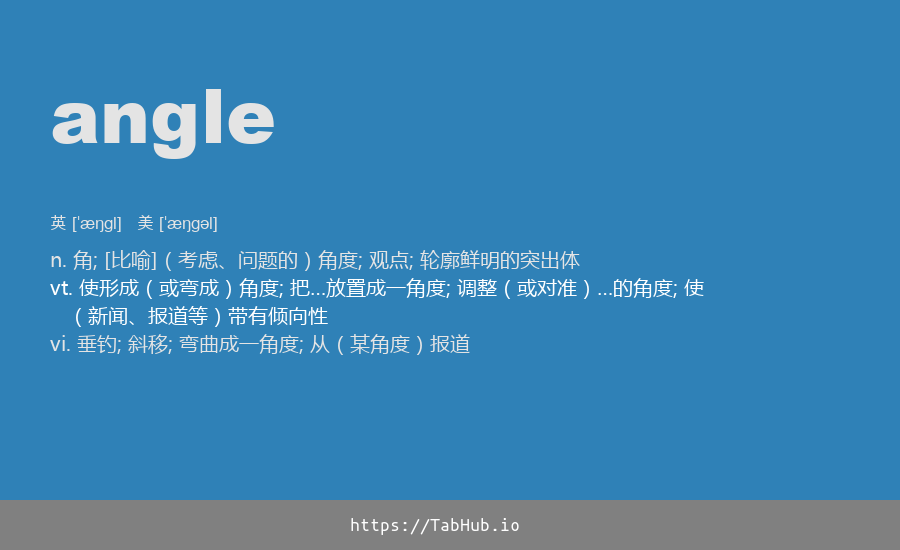 angle
英 ['æŋgl] 美 ['æŋgəl]
n. 角; [比喻] ( 考虑、问题的 ) 角度; 观点; 轮廓鲜明的突出体
vt. 使形成 ( 或弯成 ) 角度; 把…放置成一角度; 调整 ( 或对准 ) …的角度; 使
( 新闻、报道等 ) 带有倾向性
vi. 垂钓; 斜移; 弯曲成一角度; 从 ( 某角度 ) 报道
https://TabHub.io